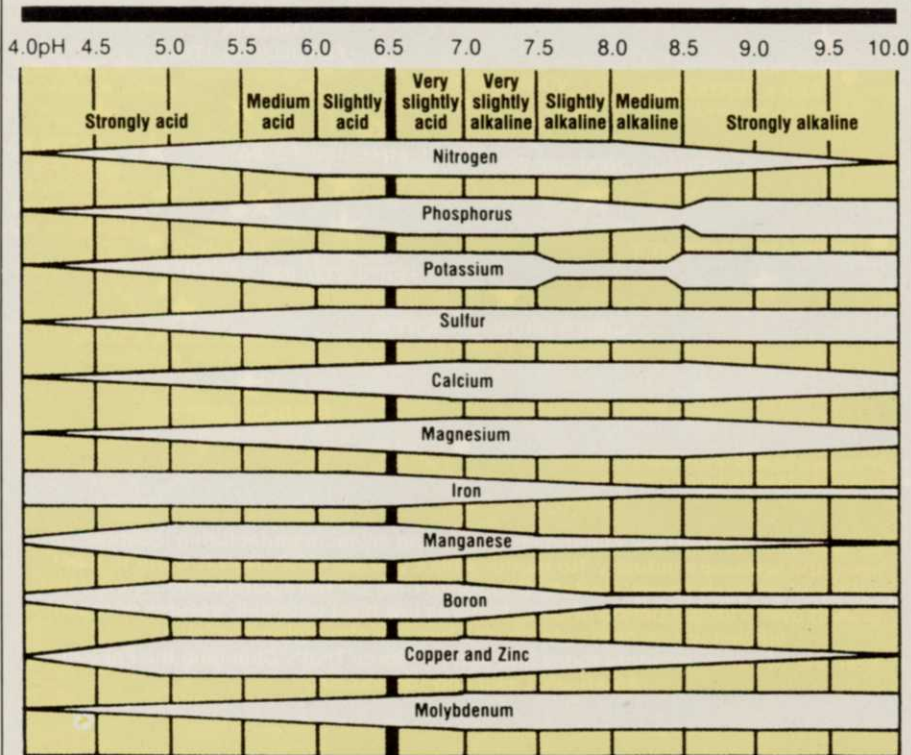 4.0pH 4.5 5.0 5.5 6.0 6.5 7.0 7.5 8.0 8.5 9.0 9.5 10.0
Strongly acid
Medium
acid
Slightly
acid
Very
slightly
acid
Very
slightly
alkaline
Slightly
alkaline
Medium
alkaline
Strongly alkaline
Nitrogen
Phosphorus
Potassium
Sulfur
Calcium
Magnesium
Iron
Manganese
Boron
Copper and Zinc
Molybdenum